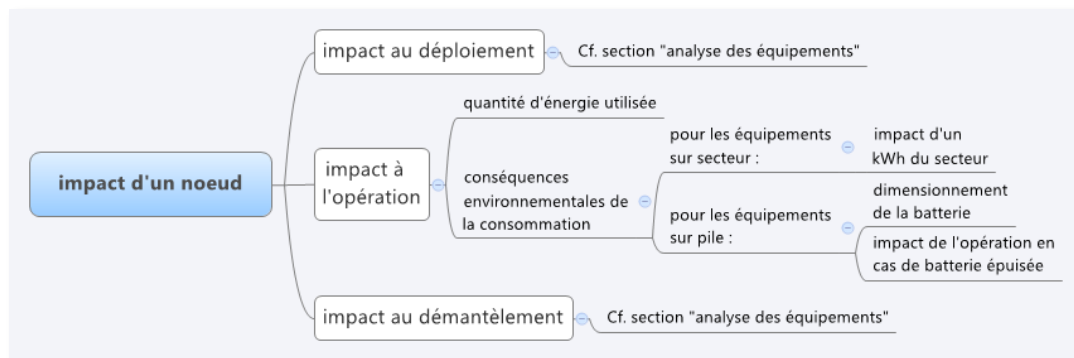 impact d'un noeud
impact au déploiement
Cf. section "analyse des équipements"
impact à
l'opération
quantité d'énergie utilisée
conséquences
environnementales de
la consommation
pour les équipements
sur secteur :
impact d'un
kWh du secteur
pour les équipements
sur pile :
dimensionnement
de la batterie
impact de l'opération en
cas de batterie épuisée
impact au démantèlement
Cf. section "analyse des équipements"